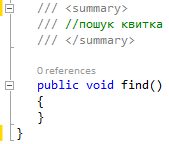 /// <summary>
/// //пошук квитка
/// </summary>
0 references
public void find()
{
}
}